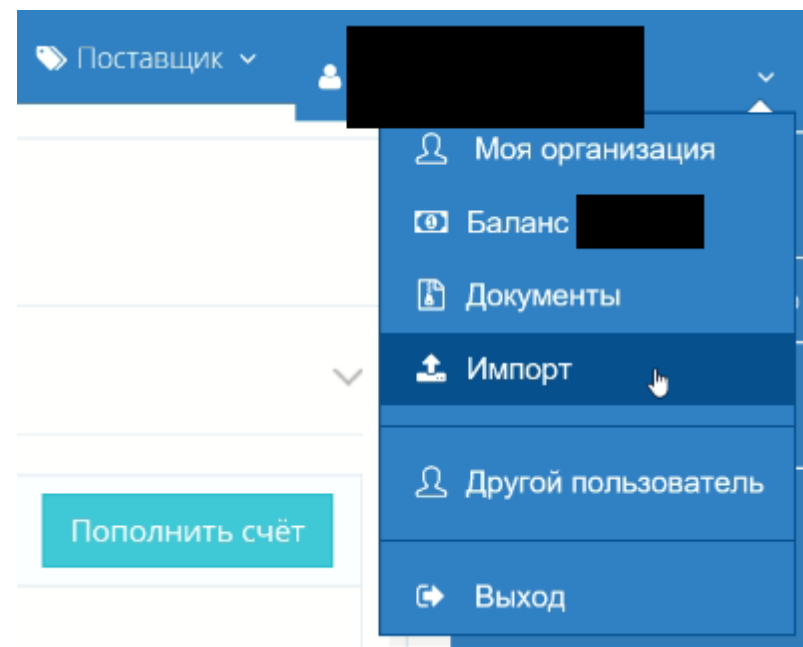 Поставщик
Моя организация
Баланс
Документы
Импорт
Другой пользователь
Пополнить счёт
Выход